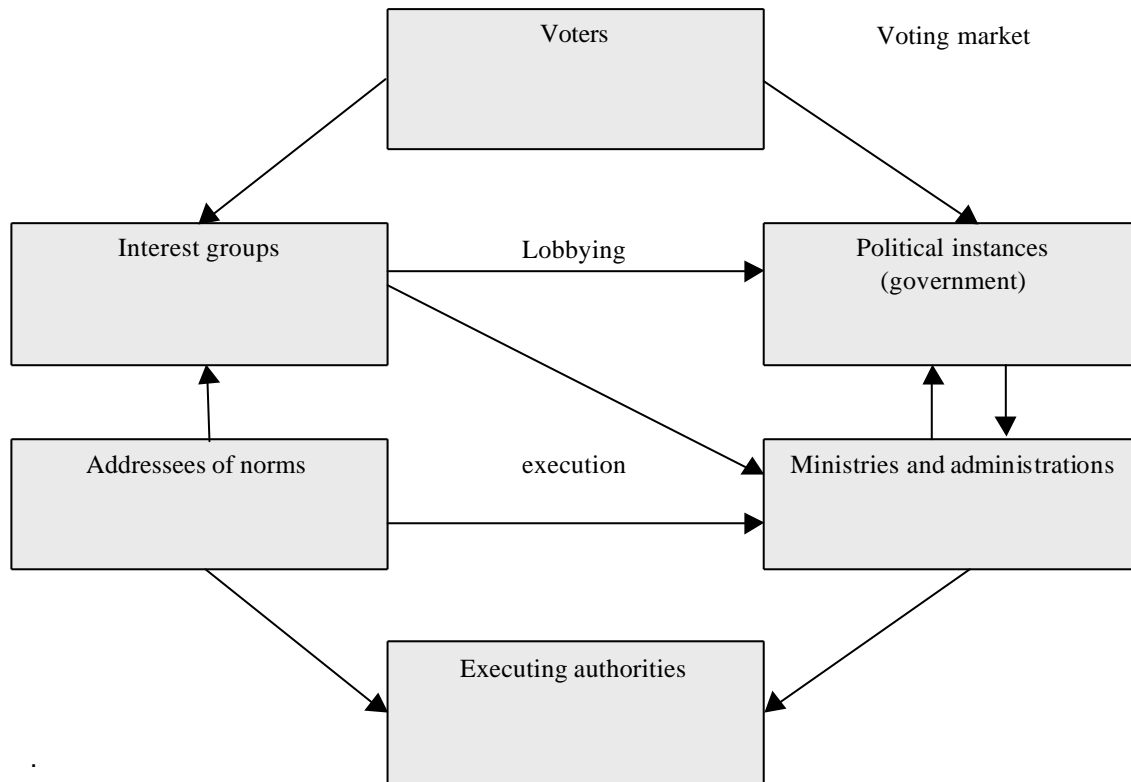 Voters
Voting market
Interest groups
Lobbying
Political instances
(government)
Addressees of norms
execution
Ministries and administrations
Executing authorities
.